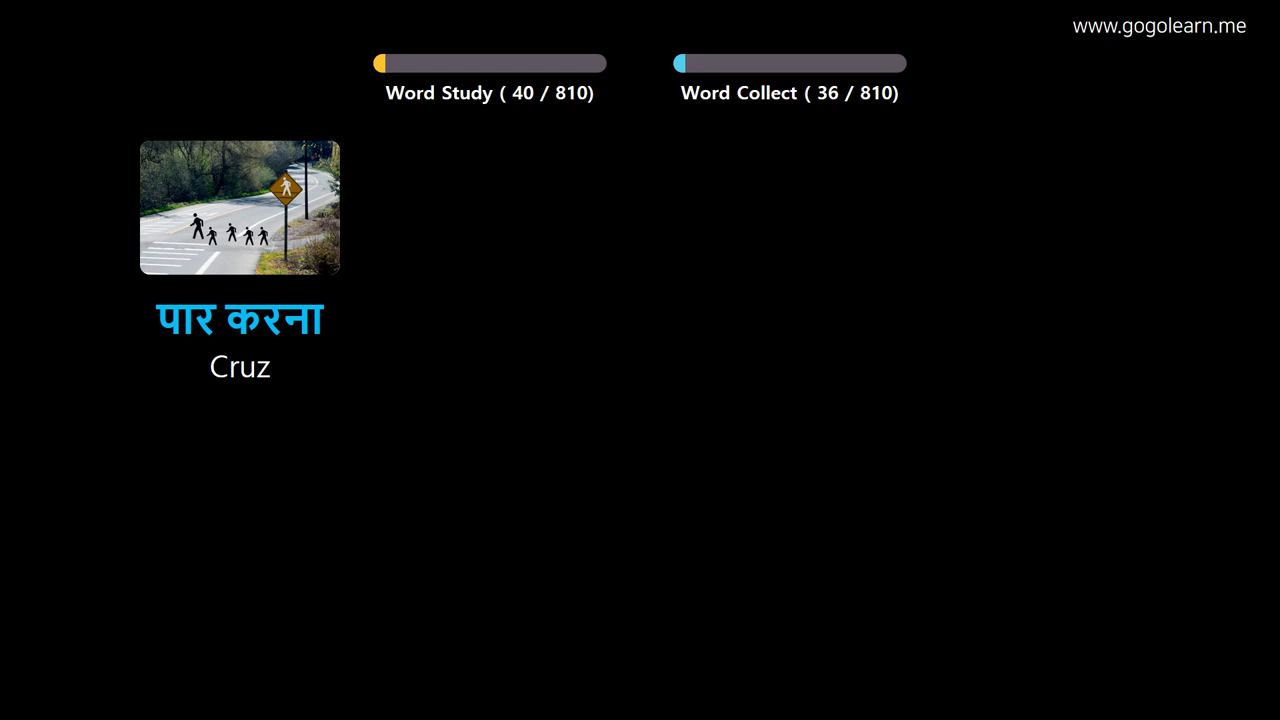 www.gogolearn.me
Word Study ( 40 / 810)
Word Collect ( 36 / 810)
पार करना
Cruz